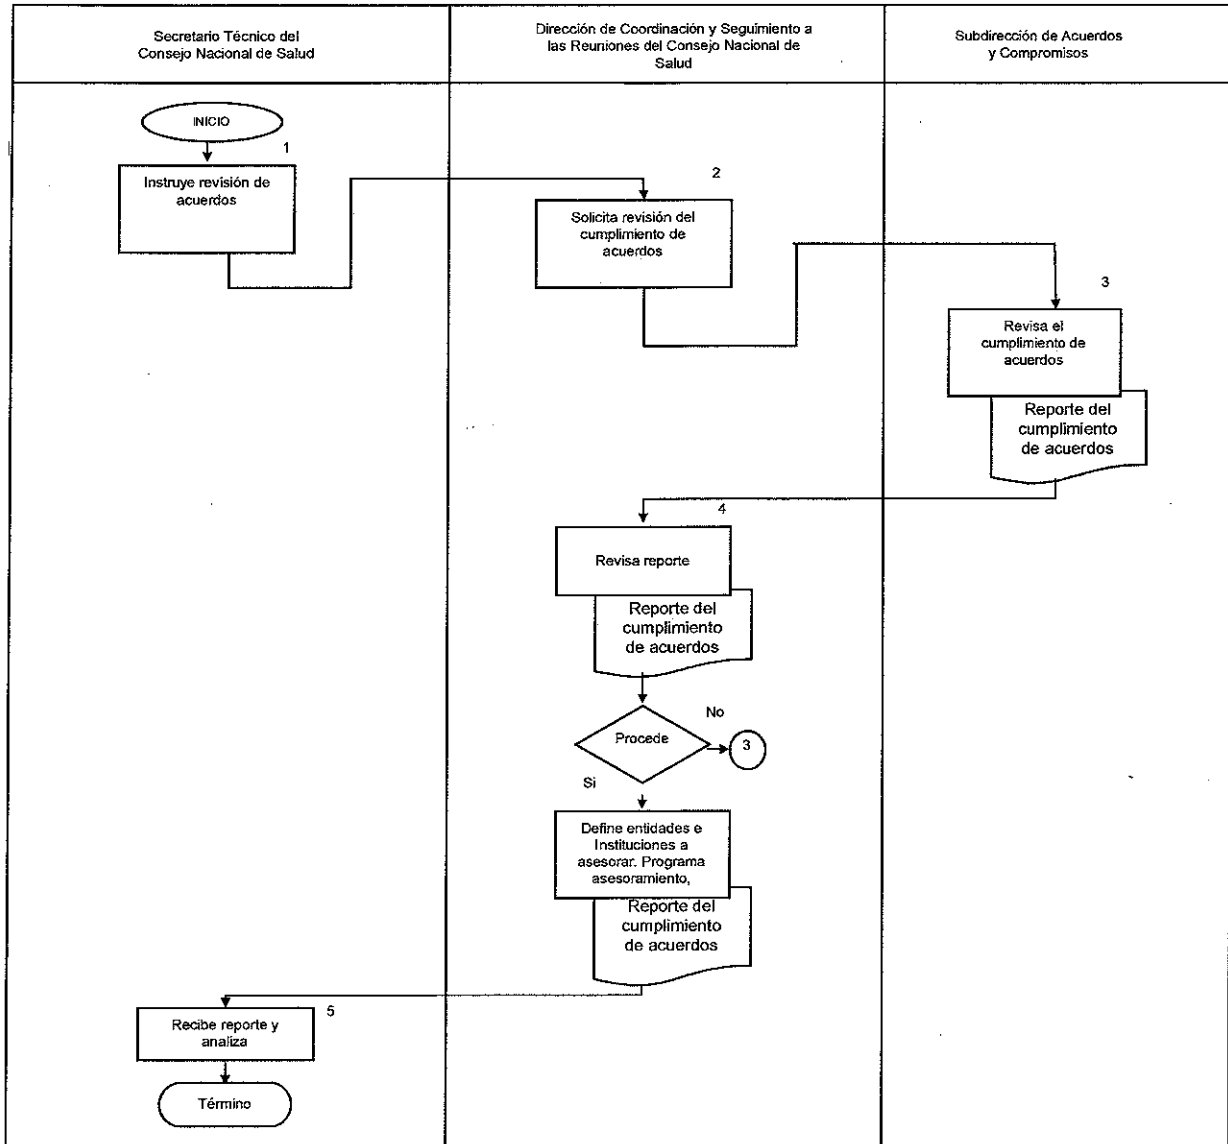 Secretario Técnico del
Consejo Nacional de Salud
Dirección de Coordinación y Seguimiento a
las Reuniones del Consejo Nacional de
Salud
Subdirección de Acuerdos
y Compromisos
INICIO
1
Instruye revisión de
acuerdos
2
Solicita revisión del
cumplimiento de
acuerdos
3
Revisa el
cumplimiento de
acuerdos
Reporte del
cumplimiento
de acuerdos
4
Revisa reporte
Reporte del
cumplimiento
de acuerdos
No
Procede
3
Si
Define entidades e
Instituciones a
asesorar. Programa
asesoramiento,
Reporte del
cumplimiento
de acuerdos
5
Recibe reporte y
analiza
Término